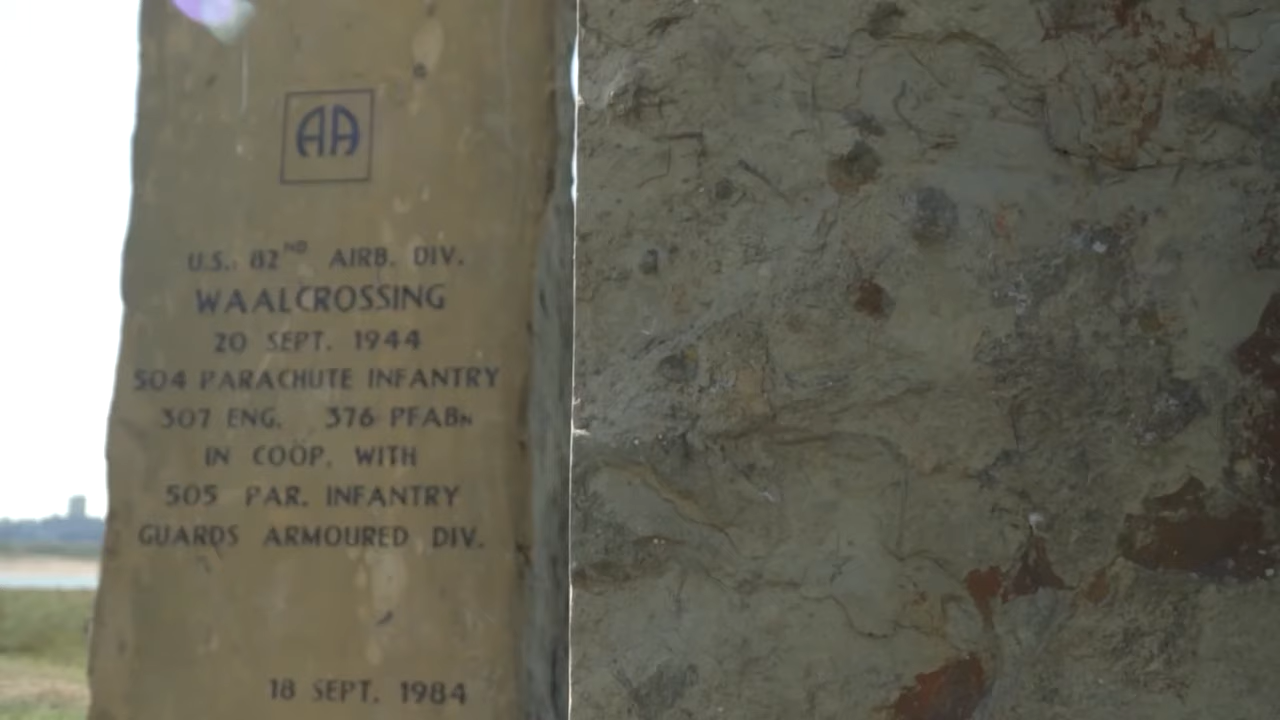 AA
U.S. 82ND AIRB. DIV.
WAALCROSSING
20 SEPT. 1944
504 PARACHUTE INFANTRY
307 ENG. 376 PFABN
IN COOP. WITH
505 PAR. INFANTRY
GUARDS ARMOURED DIV.
18 SEPT. 1984